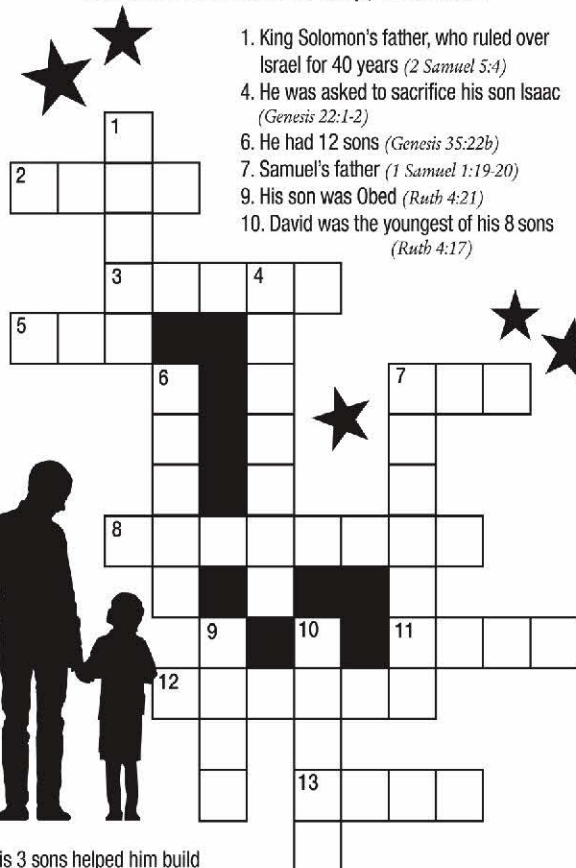 1. King Solomon's father, who ruled over
Israel for 40 years (2 Samuel 5:4)
4. He was asked to sacrifice his son Isaac
(Genesis 22:1-2)
6. He had 12 sons (Genesis 35:22b)
7. Samuel's father (1 Samuel 1:19-20)
9. His son was Obed (Ruth 4:21)
10. David was the youngest of his 8 sons
(Ruth 4:17)
1
2
3 4
5
6 7
8
9 10 11
12
13
is 3 sons helped him build